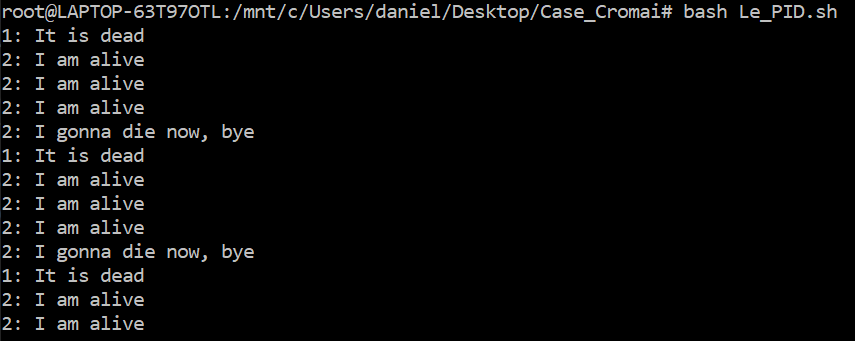 root@LAPTOP-63T97OTL:/mnt/c/Users/daniel/Desktop/Case_Cromai# bash Le_PID.sh
1: It is dead
2: I am alive
2: I am alive
2: I am alive
2: I gonna die now, bye
1: It is dead
2: I am alive
2: I am alive
2: I am alive
2: I gonna die now, bye
1: It is dead
2: I am alive
2: I am alive